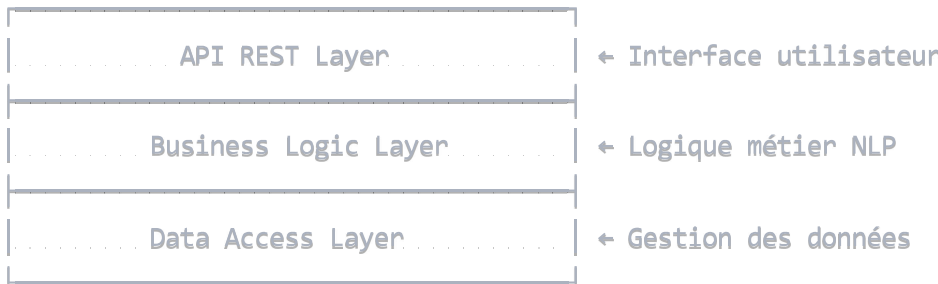 API REST Layer ← Interface utilisateur
Business Logic Layer ← Logique métier NLP
Data Access Layer ← Gestion des données